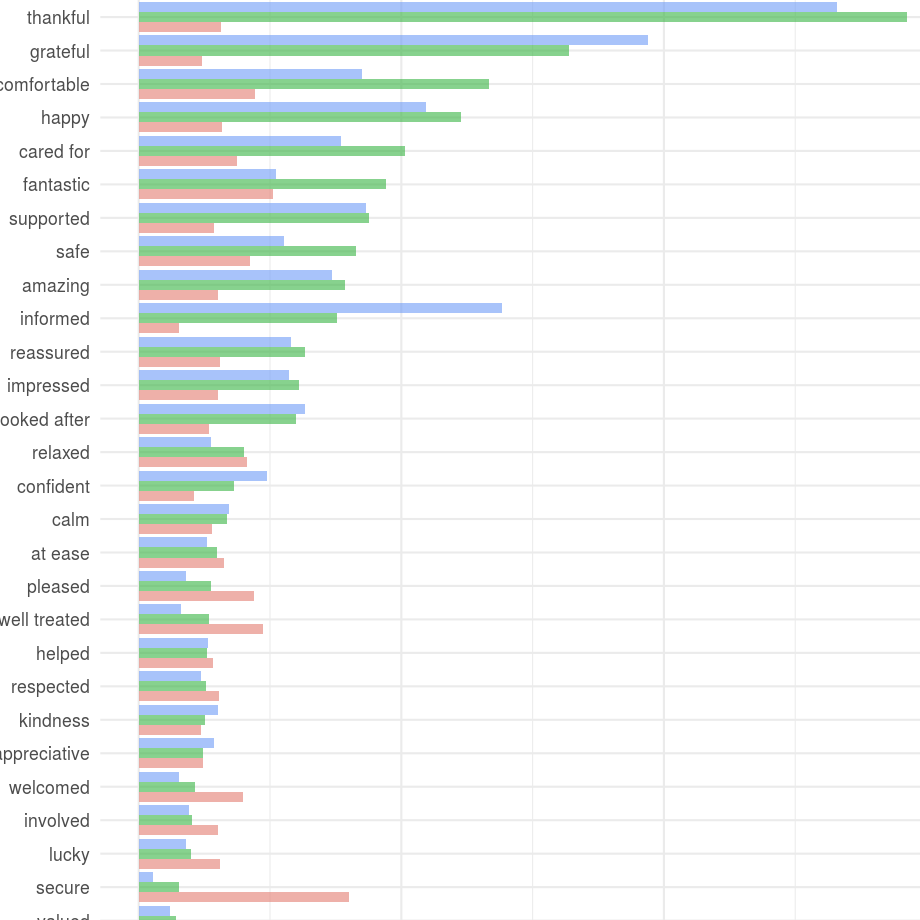 thankful
grateful
comfortable
happy
cared for
fantastic
supported
safe
amazing
informed
reassured
impressed
ooked after
relaxed
confident
calm
at ease
pleased
well treated
helped
respected
kindness
appreciative
welcomed
involved
lucky
secure
valued